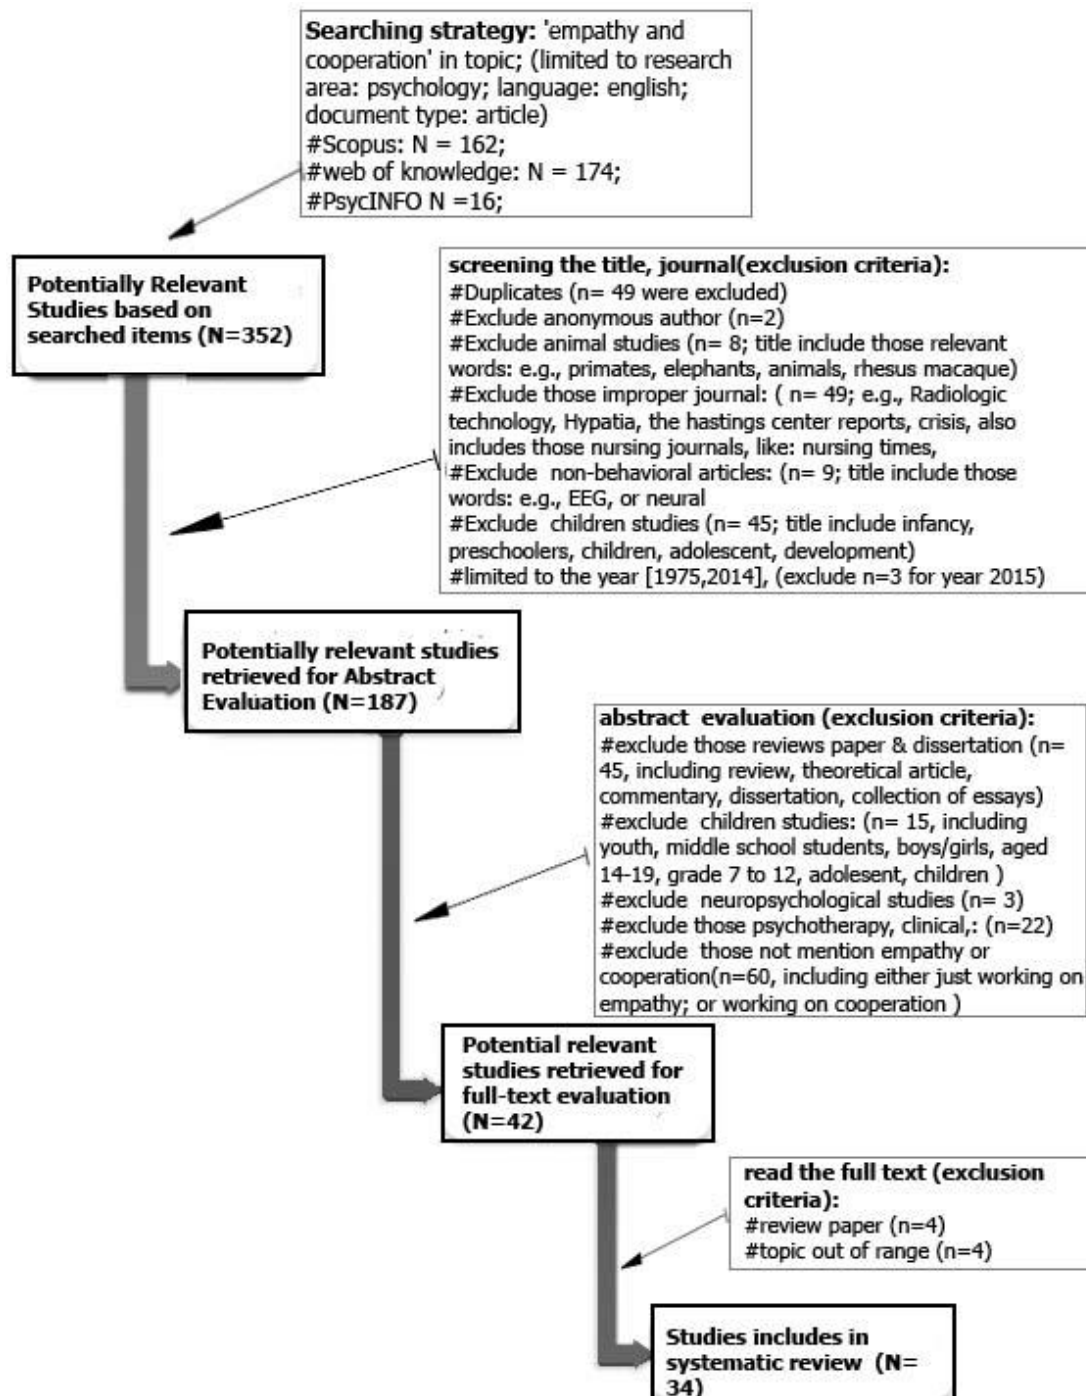 Searching strategy: 'empathy and
cooperation' in topic; (limited to research
area: psychology; language: english;
document type: article)
#Scopus: N = 162;
#web of knowledge: N = 174;
#PsycINFO N =16;
Potentially Relevant
Studies based on
searched items (N=352)
screening the title, journal(exclusion criteria):
#Duplicates (n= 49 were excluded)
#Exclude anonymous author (n=2)
#Exclude animal studies (n= 8; title include those relevant
words: e.g., primates, elephants, animals, rhesus macaque)
#Exclude those improper journal: ( n= 49; e.g., Radiologic
technology, Hypatia, the hastings center reports, crisis, also
includes those nursing journals, like: nursing times,
#Exclude non-behavioral articles: (n= 9; title include those
words: e.g., EEG, or neural
#Exclude children studies (n= 45; title include infancy,
preschoolers, children, adolescent, development)
#limited to the year [1975,2014], (exclude n=3 for year 2015)
Potentially relevant studies
retrieved for Abstract
Evaluation (N=187)
abstract evaluation (exclusion criteria):
#exclude those reviews paper & dissertation (n=
45, including review, theoretical article,
commentary, dissertation, collection of essays)
#exclude children studies: (n= 15, including
youth, middle school students, boys/girls, aged
14-19, grade 7 to 12, adolesent, children )
#exclude neuropsychological studies (n= 3)
#exclude those psychotherapy, clinical,: (n=22)
#exclude those not mention empathy or
cooperation(n=60, including either just working on
empathy; or working on cooperation )
Potential relevant
studies retrieved for
full-text evaluation
(N=42)
read the full text (exclusion
criteria):
#review paper (n=4)
#topic out of range (n=4)
Studies includes in
systematic review (N=
34)